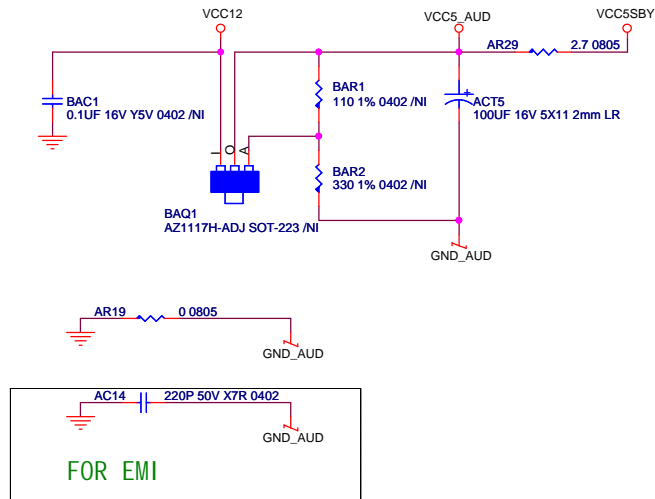 VCC12
VCC5_AUD
VCC5SBY
AR29
2.7 0805
BAC1
0.1UF 16V Y5V 0402 /NI
BAR1
110 1% 0402 /NI
ACT5
100UF 16V 5X11 2mm LR
+
I
O
A
BAR2
330 1% 0402 /NI
BAQ1
AZ1117H-ADJ SOT-223 /NI
GND_AUD
AR19
0 0805
GND_AUD
AC14
220P 50V X7R 0402
GND_AUD
FOR EMI